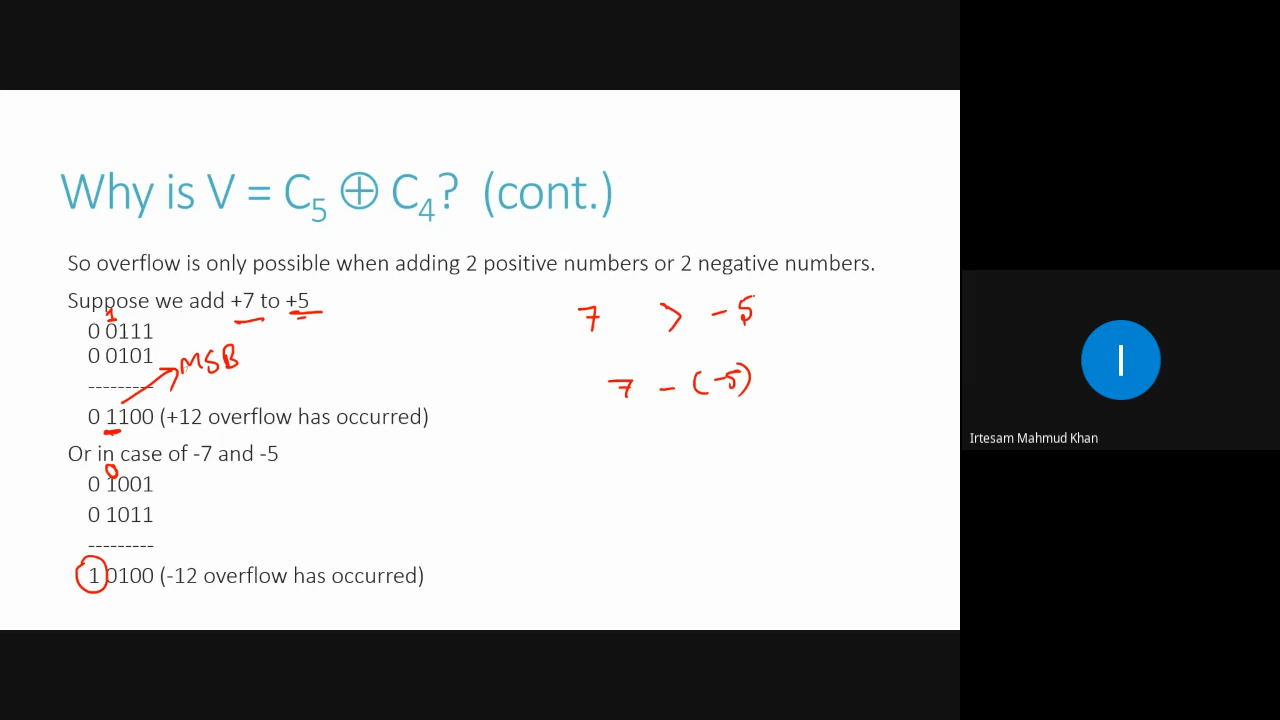 Why is V = C5 ⊕ C4? (cont.)
So overflow is only possible when adding 2 positive numbers or 2 negative numbers.
Suppose we add +7 to +5
1
0 0111
0 0101
MSB
---------
0 1100 (+12 overflow has occurred)
7 > -5
7 - (-5)
Or in case of -7 and -5
0
0 1001
0 1011
---------
1 0100 (-12 overflow has occurred)
I
Irtesam Mahmud Khan